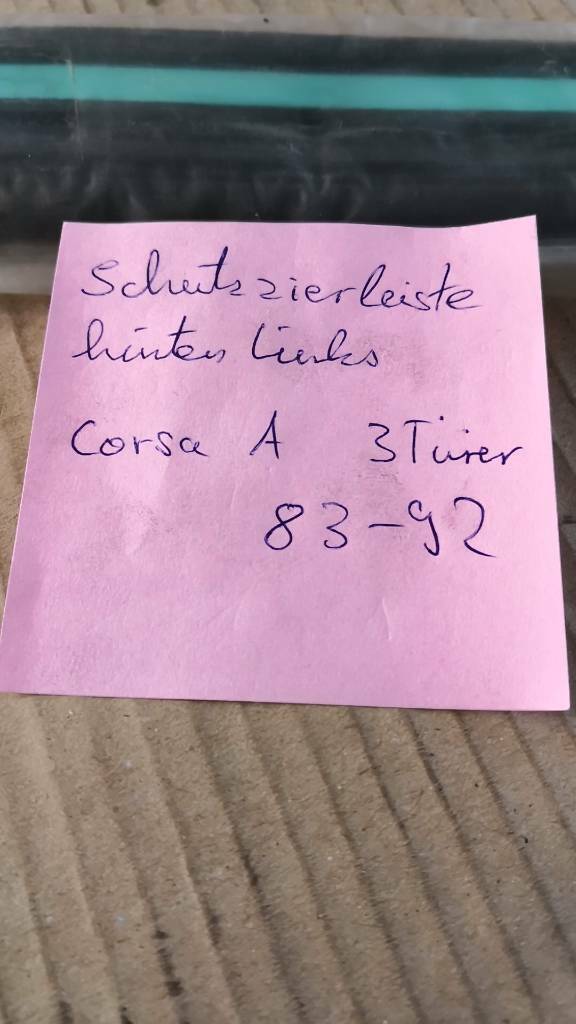 Schutzzierleiste
hinten Links
Corsa A 3Türer
83-92